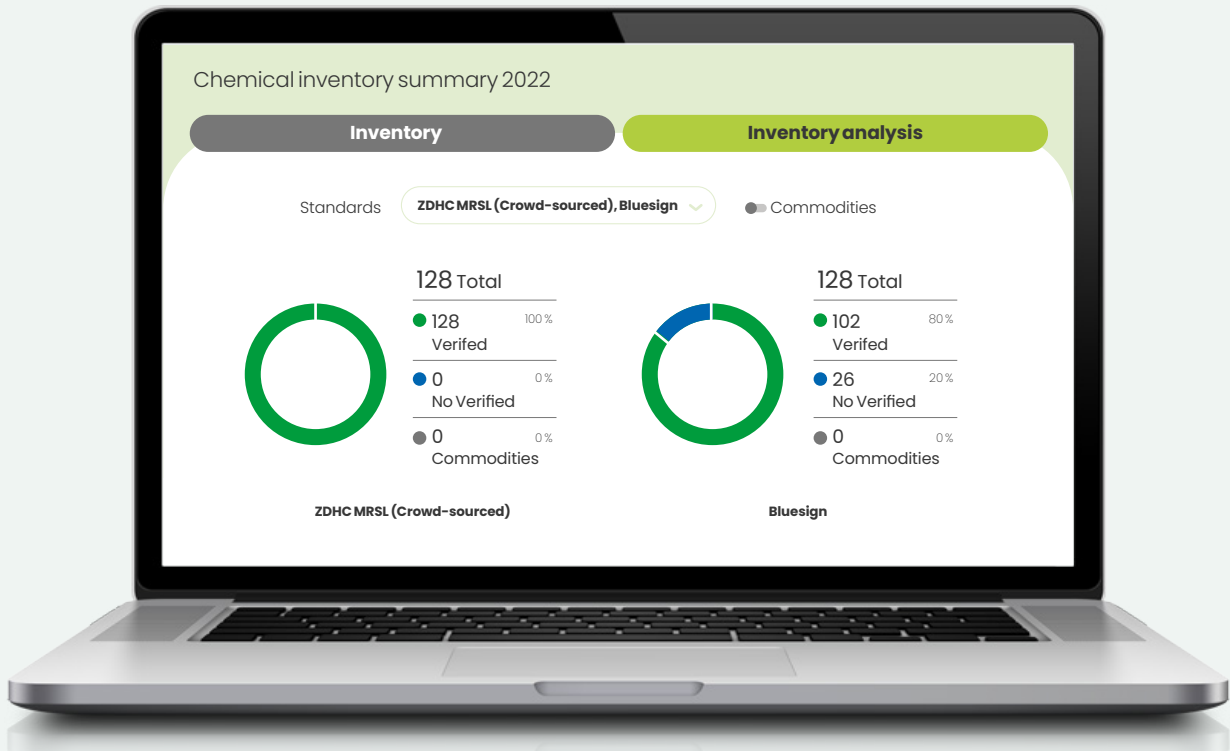 Chemical inventory summary 2022
Inventory
Inventory analysis
Standards
ZDHC MRSL (Crowd-sourced), Bluesign
Commodities
128 Total
128 100%
Verifed
0 0%
No Verified
0 0%
Commodities
ZDHC MRSL (Crowd-sourced)
128 Total
102 80%
Verifed
26 20%
No Verified
0 0%
Commodities
Bluesign